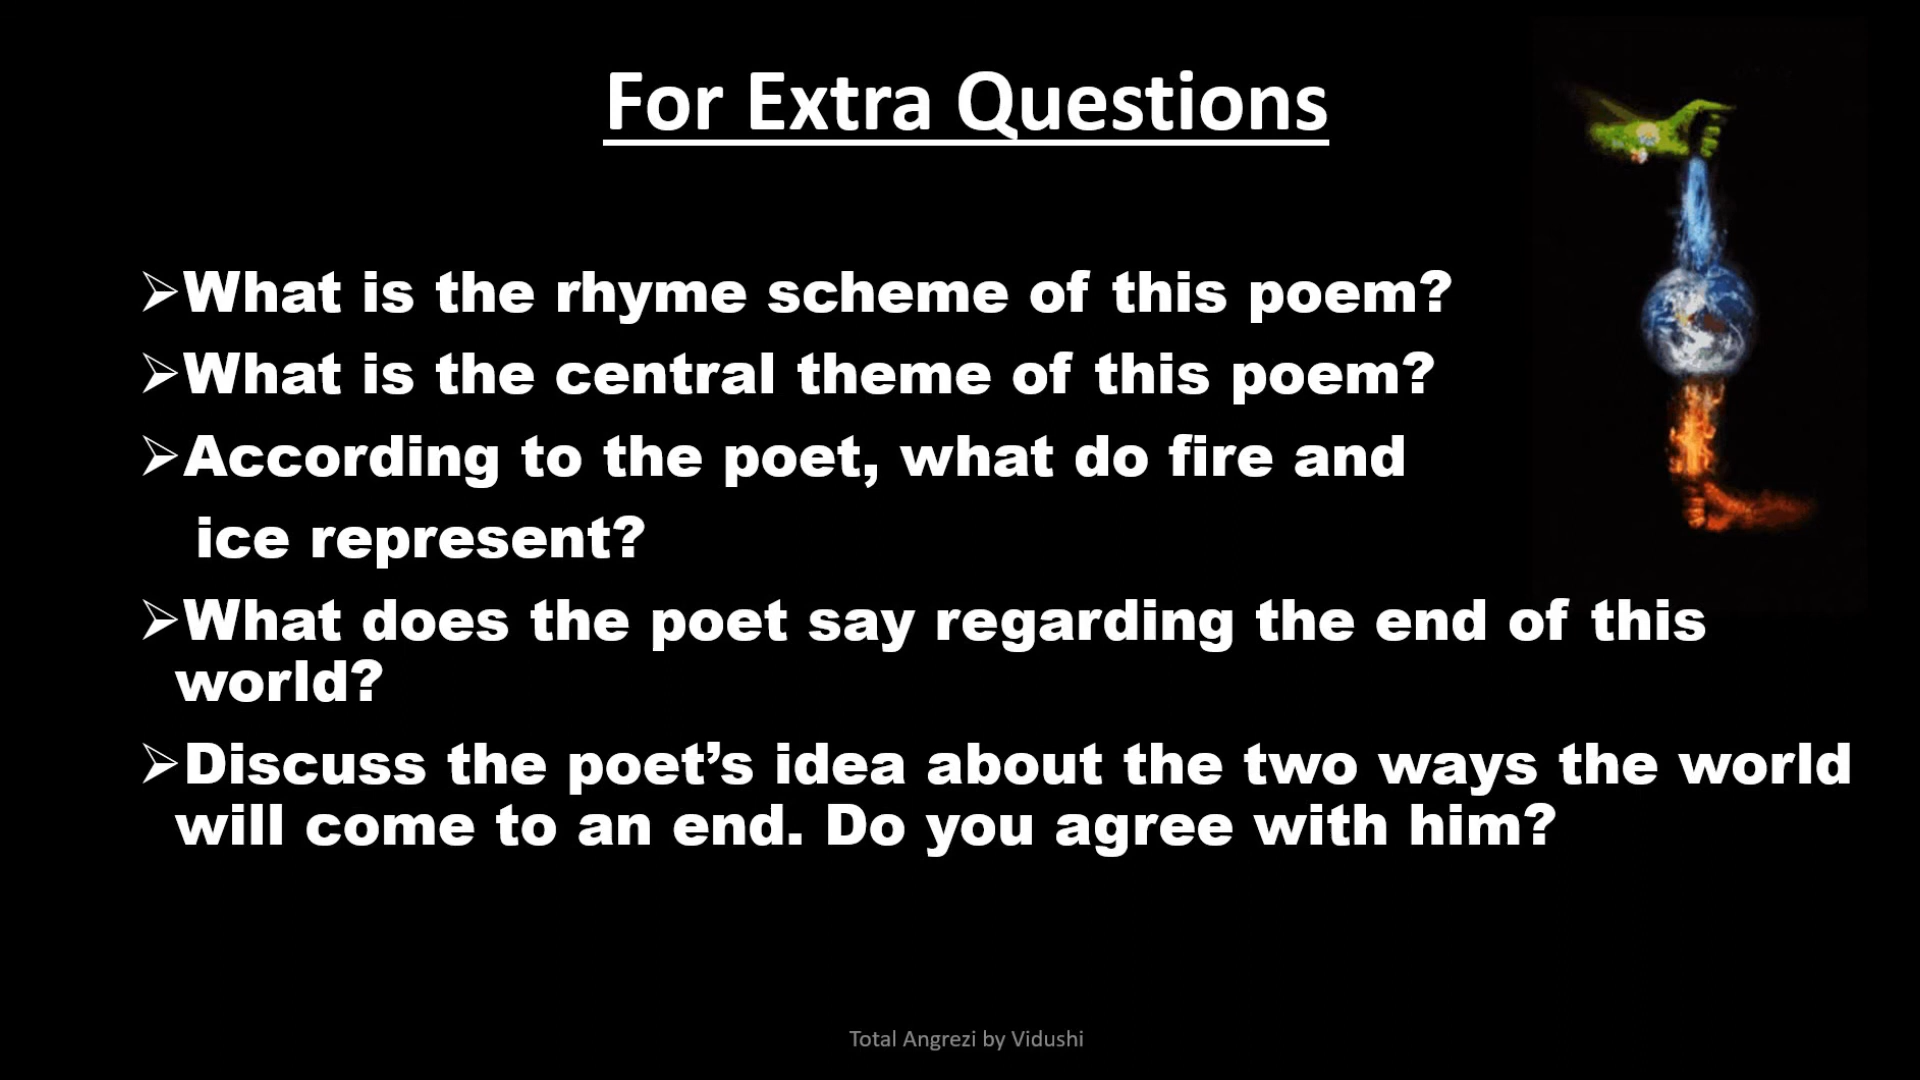 For Extra Questions
➢What is the rhyme scheme of this poem?
➢What is the central theme of this poem?
➢According to the poet, what do fire and
ice represent?
➢What does the poet say regarding the end of this
world?
➢Discuss the poet’s idea about the two ways the world
will come to an end. Do you agree with him?
Total Angrezi by Vidushi